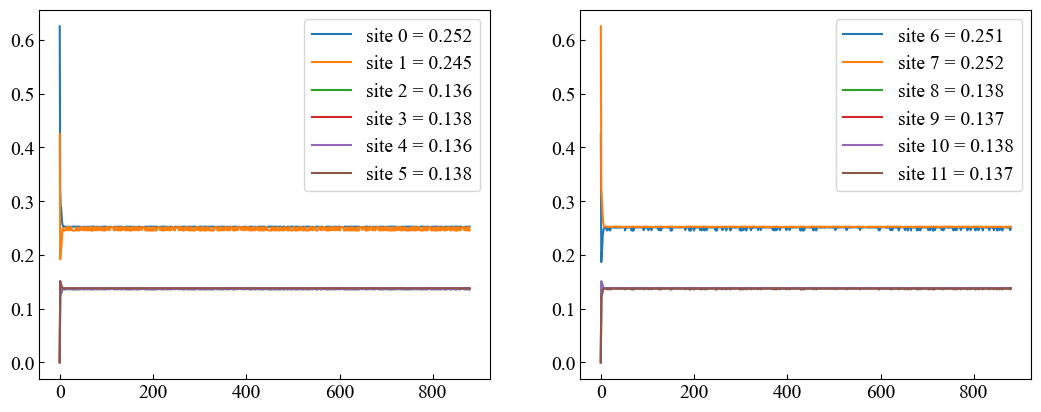 0.6
0.5
0.4
0.3
0.2
0.1
0.0
0
200
400
600
800
site 0 = 0.252
site 1 = 0.245
site 2 = 0.136
site 3 = 0.138
site 4 = 0.136
site 5 = 0.138
0.6
0.5
0.4
0.3
0.2
0.1
0.0
0
200
400
600
800
site 6 = 0.251
site 7 = 0.252
site 8 = 0.138
site 9 = 0.137
site 10 = 0.138
site 11 = 0.137